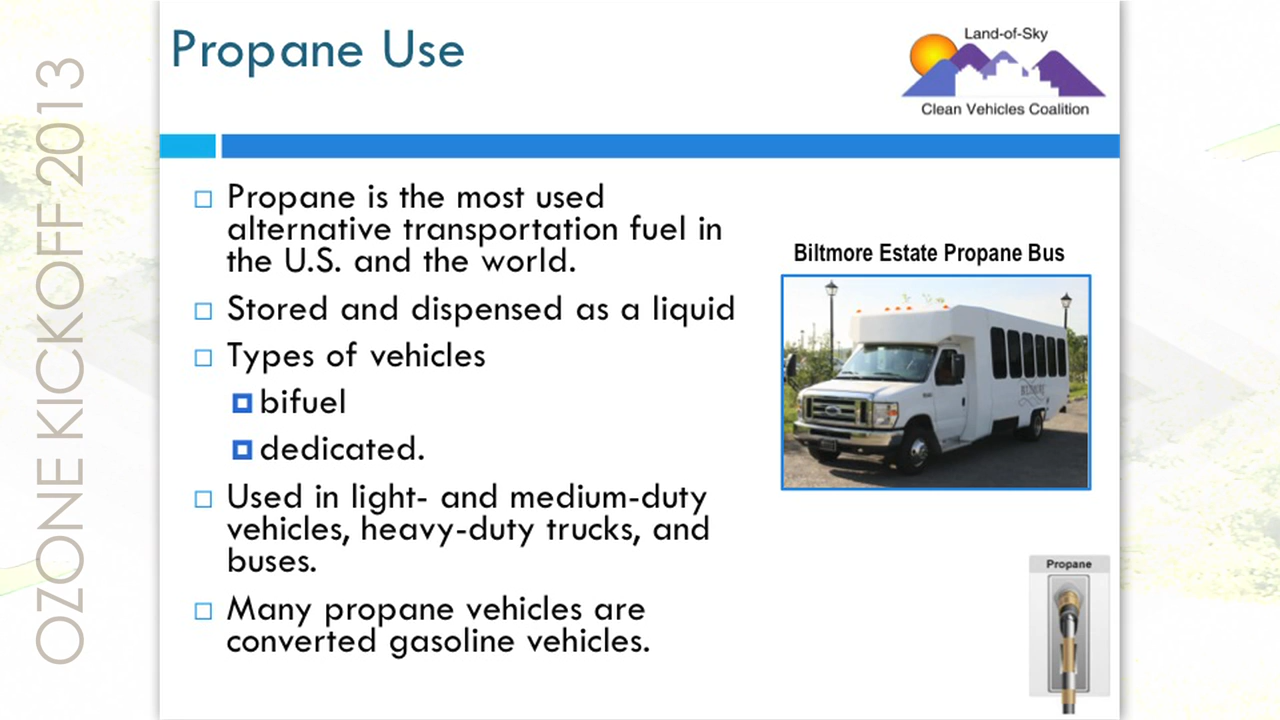 OZONE KICKOFF 2013
Propane Use
Land-of-Sky
Clean Vehicles Coalition
Propane is the most used
alternative transportation fuel in
the U.S. and the world.
Stored and dispensed as a liquid
Types of vehicles
bifuel
dedicated.
Used in light- and medium-duty
vehicles, heavy-duty trucks, and
buses.
Many propane vehicles are
converted gasoline vehicles.
Biltmore Estate Propane Bus
Propane